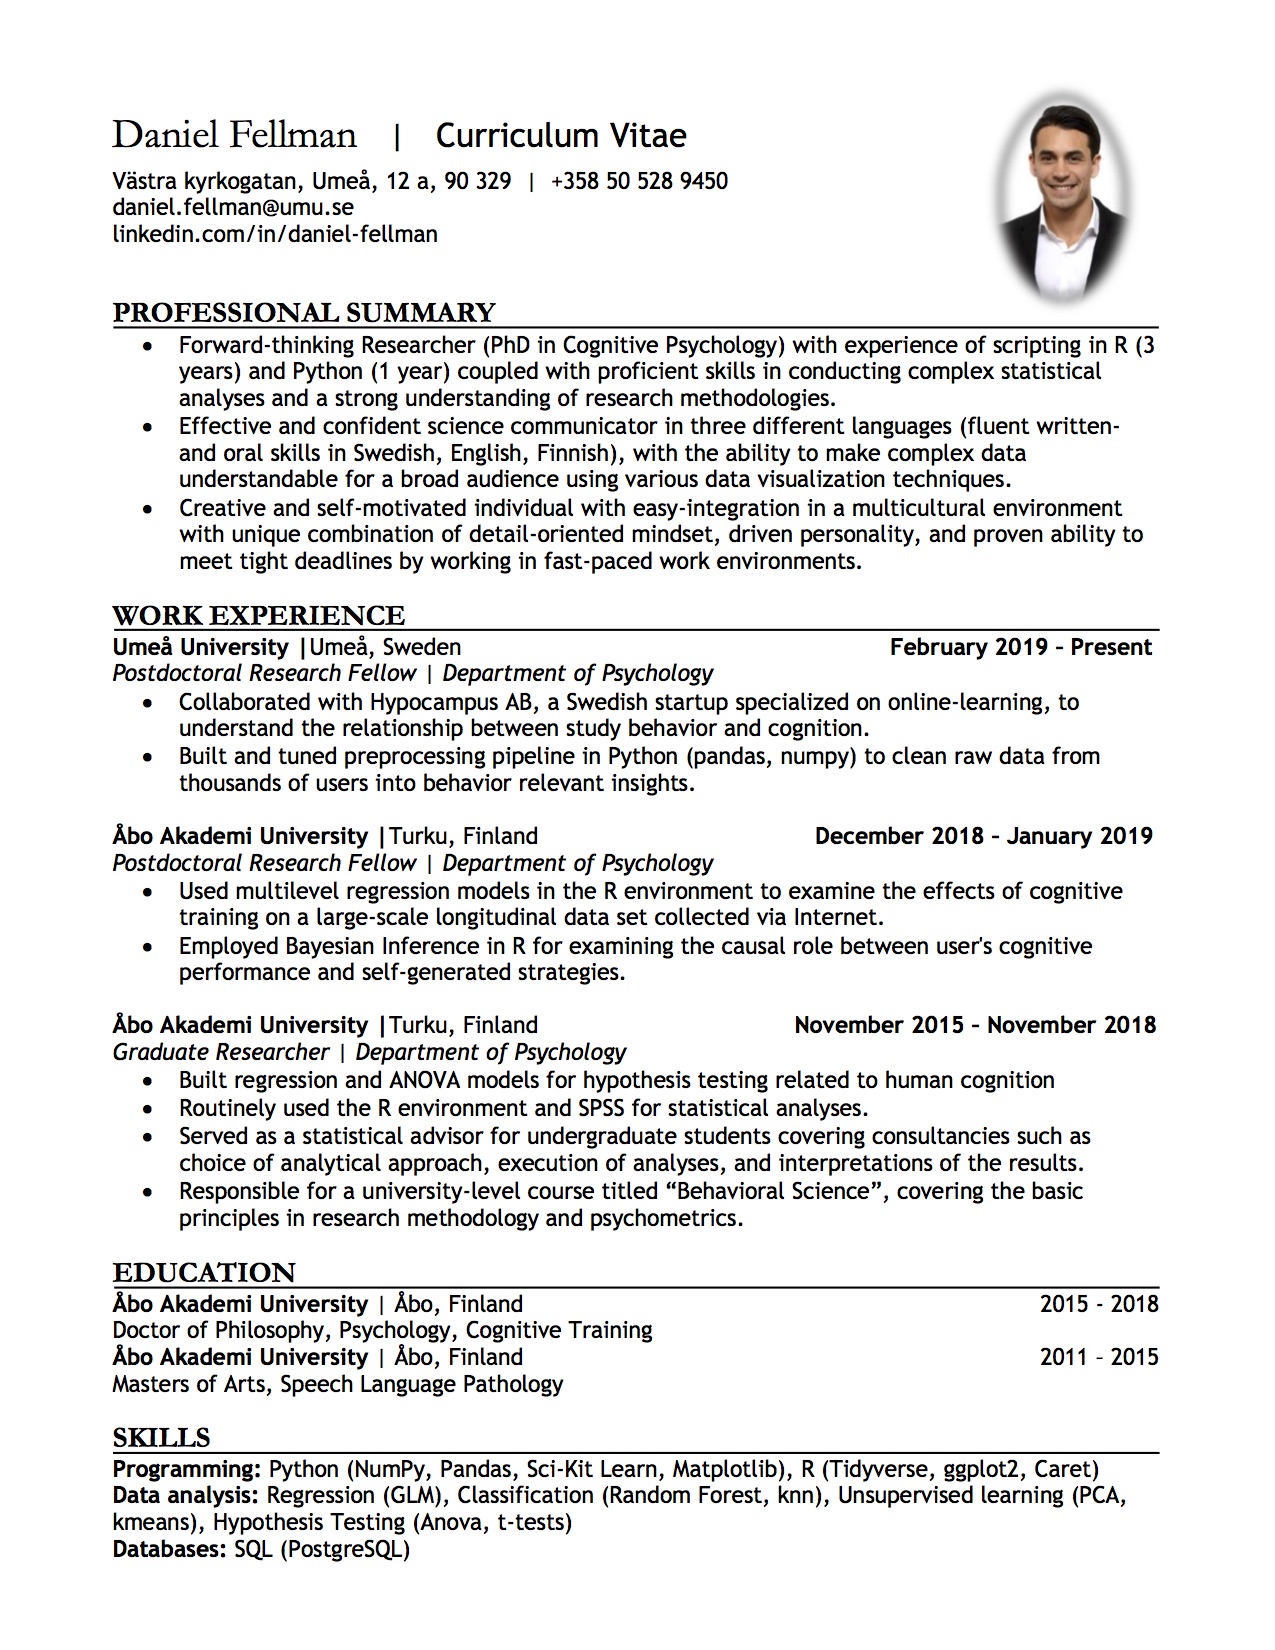 Daniel Fellman | Curriculum Vitae
Västra kyrkogatan, Umeå, 12 a, 90 329 | +358 50 528 9450
daniel.fellman@umu.se
linkedin.com/in/daniel-fellman
PROFESSIONAL SUMMARY
• Forward-thinking Researcher (PhD in Cognitive Psychology) with experience of scripting in R (3
years) and Python (1 year) coupled with proficient skills in conducting complex statistical
analyses and a strong understanding of research methodologies.
• Effective and confident science communicator in three different languages (fluent written-
and oral skills in Swedish, English, Finnish), with the ability to make complex data
understandable for a broad audience using various data visualization techniques.
• Creative and self-motivated individual with easy-integration in a multicultural environment
with unique combination of detail-oriented mindset, driven personality, and proven ability to
meet tight deadlines by working in fast-paced work environments.
WORK EXPERIENCE
Umeå University |Umeå, Sweden February 2019 – Present
Postdoctoral Research Fellow | Department of Psychology
• Collaborated with Hypocampus AB, a Swedish startup specialized on online-learning, to
understand the relationship between study behavior and cognition.
• Built and tuned preprocessing pipeline in Python (pandas, numpy) to clean raw data from
thousands of users into behavior relevant insights.
Åbo Akademi University |Turku, Finland December 2018 – January 2019
Postdoctoral Research Fellow | Department of Psychology
• Used multilevel regression models in the R environment to examine the effects of cognitive
training on a large-scale longitudinal data set collected via Internet.
• Employed Bayesian Inference in R for examining the causal role between user's cognitive
performance and self-generated strategies.
Åbo Akademi University |Turku, Finland November 2015 – November 2018
Graduate Researcher | Department of Psychology
• Built regression and ANOVA models for hypothesis testing related to human cognition
• Routinely used the R environment and SPSS for statistical analyses.
• Served as a statistical advisor for undergraduate students covering consultancies such as
choice of analytical approach, execution of analyses, and interpretations of the results.
• Responsible for a university-level course titled “Behavioral Science”, covering the basic
principles in research methodology and psychometrics.
EDUCATION
Åbo Akademi University | Åbo, Finland 2015 - 2018
Doctor of Philosophy, Psychology, Cognitive Training
Åbo Akademi University | Åbo, Finland 2011 – 2015
Masters of Arts, Speech Language Pathology
SKILLS
Programming: Python (NumPy, Pandas, Sci-Kit Learn, Matplotlib), R (Tidyverse, ggplot2, Caret)
Data analysis: Regression (GLM), Classification (Random Forest, knn), Unsupervised learning (PCA,
kmeans), Hypothesis Testing (Anova, t-tests)
Databases: SQL (PostgreSQL)